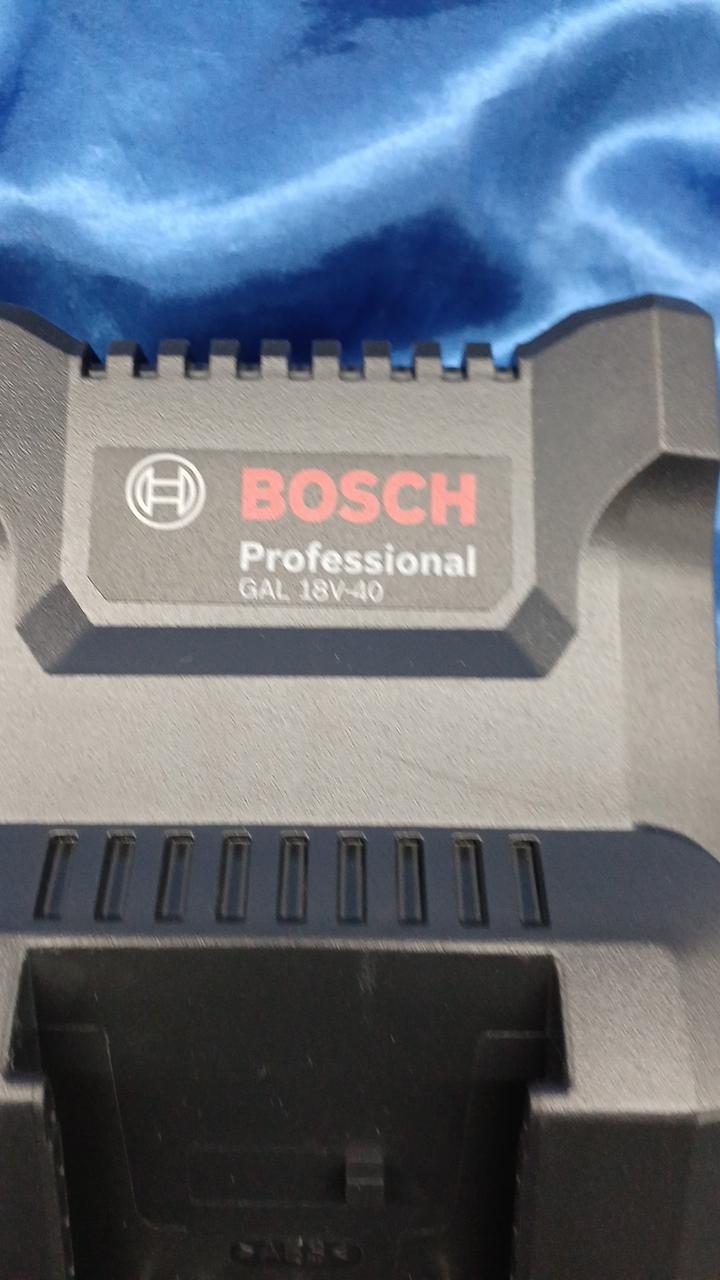 BOSCH
Professional
GAL 18V-40